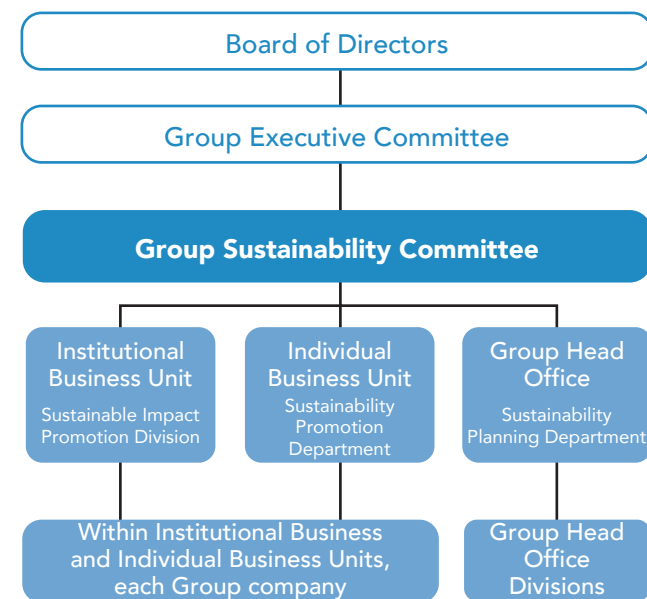 Board of Directors
Group Executive Committee
Group Sustainability Committee
Institutional
Business Unit
Sustainable Impact
Promotion Division
Individual
Business Unit
Sustainability
Promotion
Department
Group Head
Office
Sustainability
Planning Department
Within Institutional Business
and Individual Business Units,
each Group company
Group Head
Office
Divisions